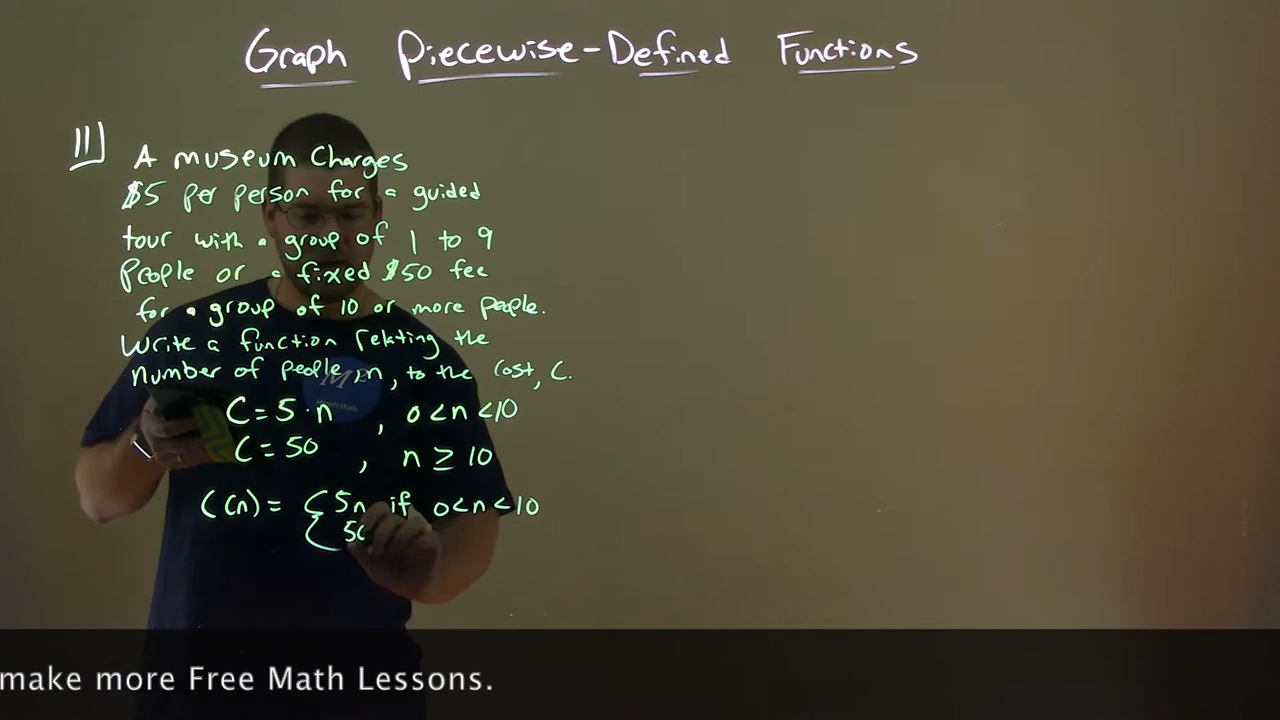 Graph Piecewise-Defined Functions
11) A museum Charges
$5 per person for a guided
tour with a group of 1 to 9
People or a fixed $50 fee
for a group of 10 or more people.
Write a function relating the
number of people, n, to the cost, C.
C = 5 · n , 0 < n < 10
C = 50 , n ≥ 10
C(n) = { 5n if 0 < n < 10
50
make more Free Math Lessons.